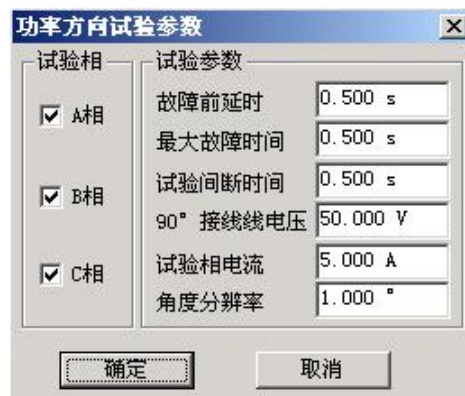 功率方向试验参数
试验相
A相
B相
C相
试验参数
故障前延时 0.500 s
最大故障时间 0.500 s
试验间断时间 0.500 s
90° 接线线电压 50.000 V
试验相电流 5.000 A
角度分辨率 1.000 °
确定 取消